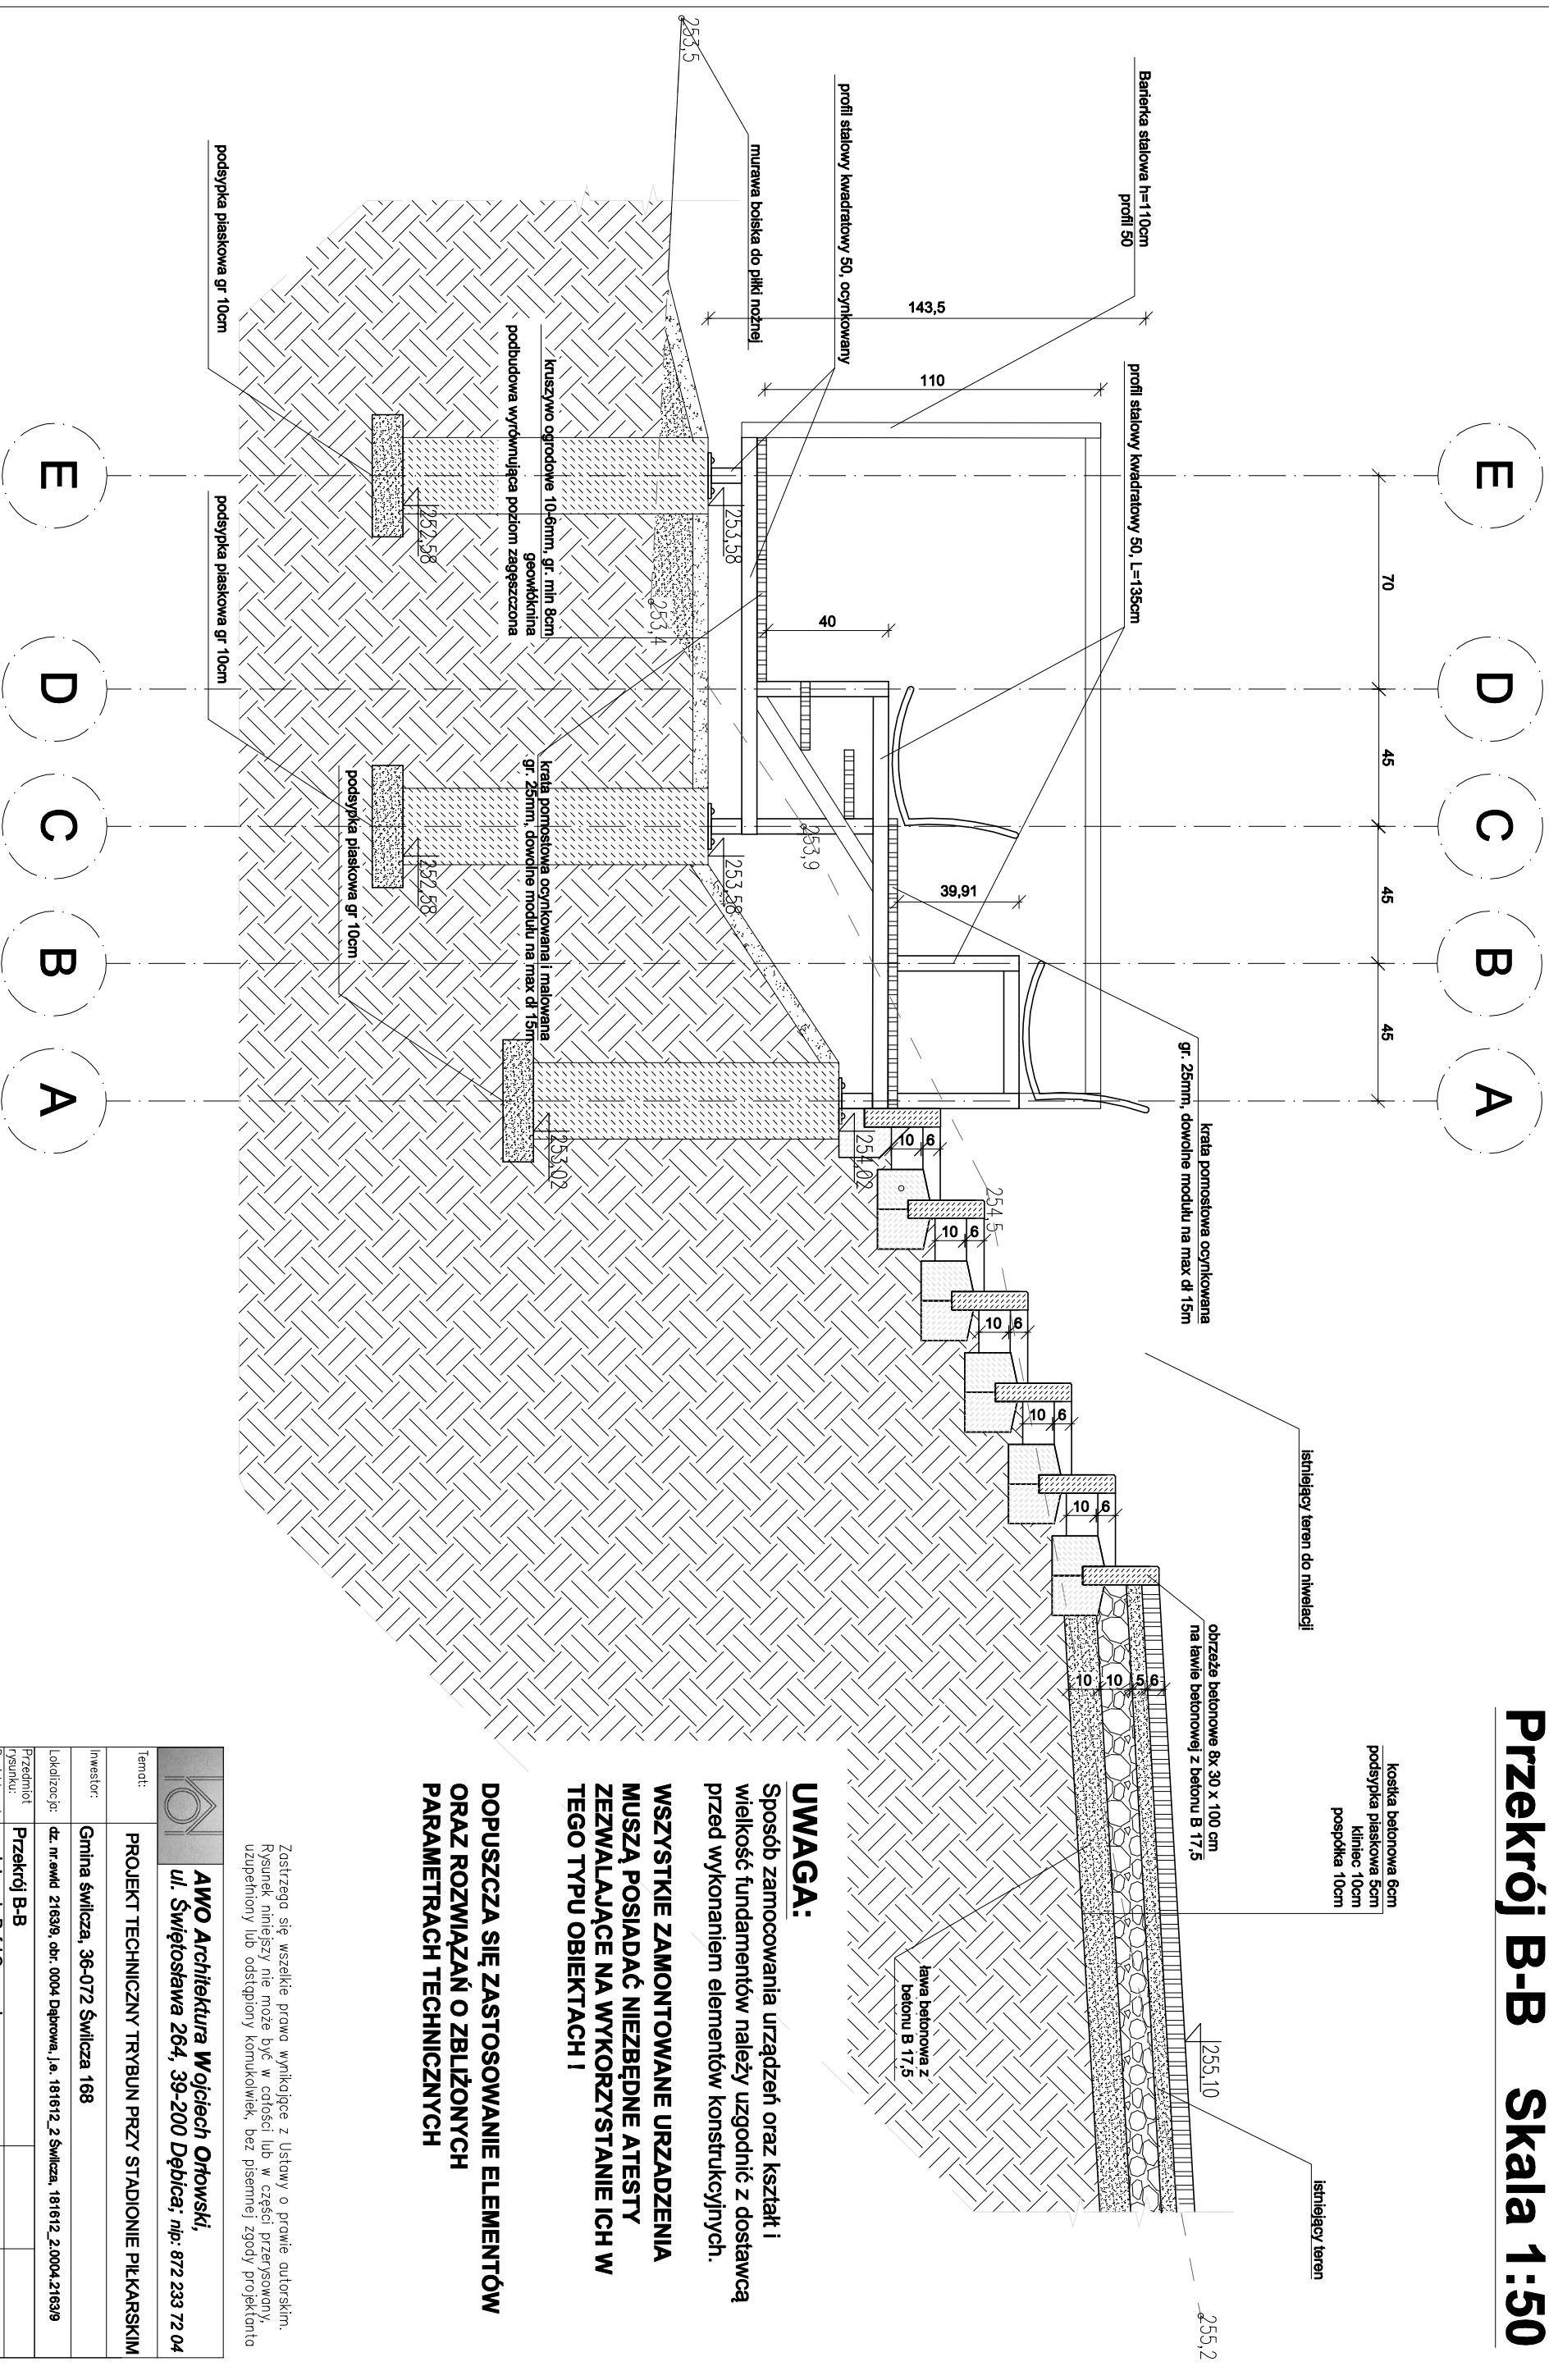 Przekrój B-B Skala 1:50
E
D
C
B
A
70
45
45
45
Barierka stalowa h=110cm
profil 50
143,5
110
profil stalowy kwadratowy 50, L=135cm
krata pomostowa ocynkowana
gr. 25mm, dowolne modułu na max dł 15m
istniejący teren do niwelacji
obrzeże betonowe 8x 30 x 100 cm
na ławie betonowej z betonu B 17,5
kostka betonowa 6cm
podsypka piaskowa 5cm
kliniec 10cm
pospółka 10cm
istniejący teren
255,10
255,2
profil stalowy kwadratowy 50, ocynkowany
murawa boiska do piłki nożnej
253,5
40
39,91
253,9
254,5
10 6
10 6
10 6
10 6
10 6
10 10 5 6
253,58
253,58
254,02
253,4
252,58
252,58
253,02
kruszywo ogrodowe 10-6mm, gr. min 8cm
geowłóknina
podbudowa wyrównująca poziom zagęszczona
krata pomostowa ocynkowana i malowana
gr. 25mm, dowolne modułu na max dł 15m
podsypka piaskowa gr 10cm
podsypka piaskowa gr 10cm
podsypka piaskowa gr 10cm
ława betonowa z
betonu B 17,5
E
D
C
B
A
UWAGA:
Sposób zamocowania urządzeń oraz kształt i
wielkość fundamentów należy uzgodnić z dostawcą
przed wykonaniem elementów konstrukcyjnych.
WSZYSTKIE ZAMONTOWANE URZADZENIA
MUSZĄ POSIADAĆ NIEZBĘDNE ATESTY
ZEZWALAJĄCE NA WYKORZYSTANIE ICH W
TEGO TYPU OBIEKTACH !
DOPUSZCZA SIĘ ZASTOSOWANIE ELEMENTÓW
ORAZ ROZWIĄZAŃ O ZBLIŻONYCH
PARAMETRACH TECHNICZNYCH
Zastrzega się wszelkie prawa wynikające z Ustawy o prawie autorskim.
Rysunek niniejszy nie może być w całości lub w części przerysowany,
uzupełniony lub odstąpiony komukolwiek, bez pisemnej zgody projektanta
AWO Architektura Wojciech Orłowski,
ul. Świętosława 264, 39-200 Dębica; nip: 872 233 72 04
Temat: PROJEKT TECHNICZNY TRYBUN PRZY STADIONIE PIŁKARSKIM
Inwestor: Gmina Świlcza, 36-072 Świlcza 168
Lokalizacja: dz. nr.ewid 2163/9, obr. 0004 Dąbrowa, j.e. 181612_2 Świlcza, 181612_2.0004.2163/9
Przedmiot
rysunku: Przekrój B-B